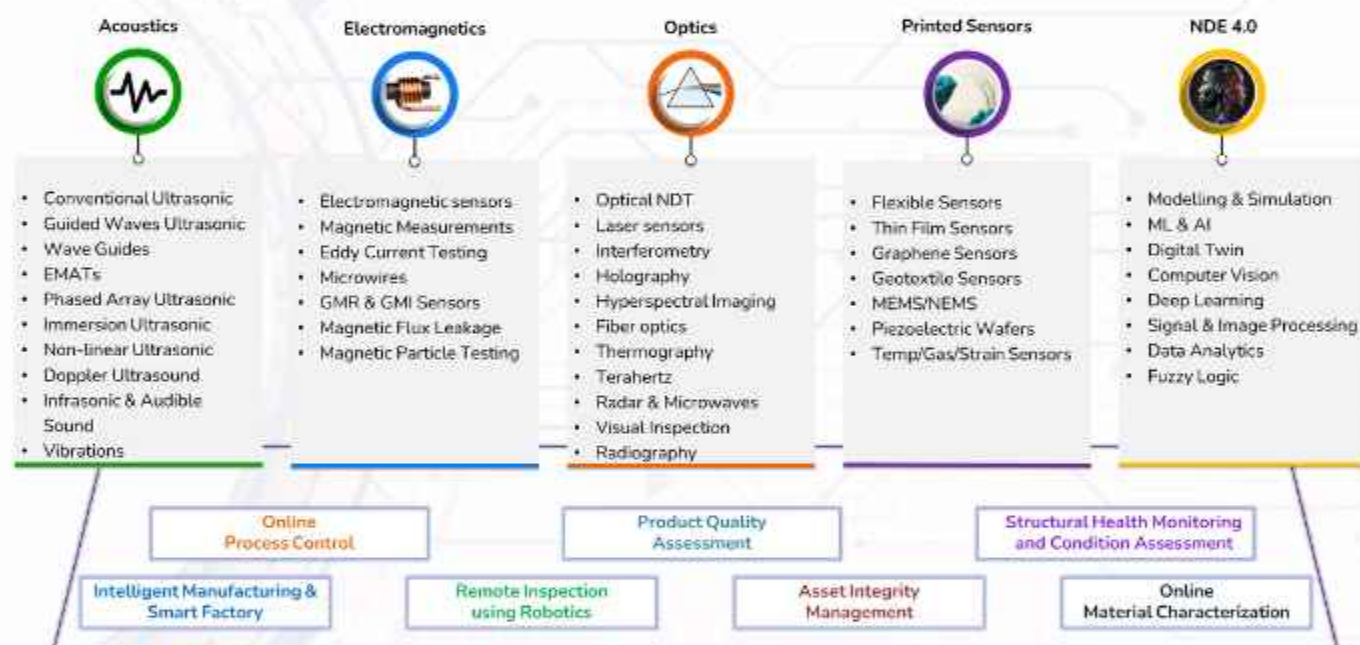 Acoustics
• Conventional Ultrasonic
• Guided Waves Ultrasonic
• Wave Guides
• EMATs
• Phased Array Ultrasonic
• Immersion Ultrasonic
• Non-linear Ultrasonic
• Doppler Ultrasound
• Infrasonic & Audible
Sound
• Vibrations
Electromagnetics
• Electromagnetic sensors
• Magnetic Measurements
• Eddy Current Testing
• Microwires
• GMR & GMI Sensors
• Magnetic Flux Leakage
• Magnetic Particle Testing
Optics
• Optical NDT
• Laser sensors
• Interferometry
• Holography
• Hyperspectral Imaging
• Fiber optics
• Thermography
• Terahertz
• Radar & Microwaves
• Visual Inspection
• Radiography
Printed Sensors
• Flexible Sensors
• Thin Film Sensors
• Graphene Sensors
• Geotextile Sensors
• MEMS/NEMS
• Piezoelectric Wafers
• Temp/Gas/Strain Sensors
NDE 4.0
• Modelling & Simulation
• ML & AI
• Digital Twin
• Computer Vision
• Deep Learning
• Signal & Image Processing
• Data Analytics
• Fuzzy Logic
Online
Process Control
Product Quality
Assessment
Structural Health Monitoring
and Condition Assessment
Intelligent Manufacturing &
Smart Factory
Remote Inspection
using Robotics
Asset Integrity
Management
Online
Material Characterization